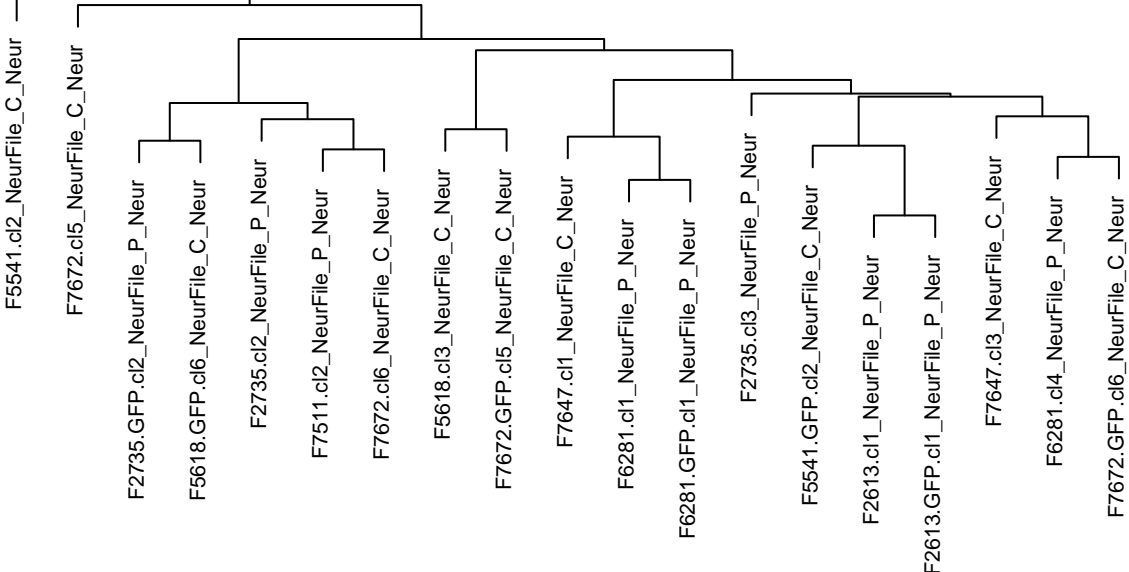 F5541.cl2_NeurFile_C_Neur
F7672.cl5_NeurFile_C_Neur
F2735.GFP.cl2_NeurFile_P_Neur
F5618.GFP.cl6_NeurFile_C_Neur
F2735.cl2_NeurFile_P_Neur
F7511.cl2_NeurFile_P_Neur
F7672.cl6_NeurFile_C_Neur
F5618.cl3_NeurFile_C_Neur
F7672.GFP.cl5_NeurFile_C_Neur
F7647.cl1_NeurFile_C_Neur
F6281.cl1_NeurFile_P_Neur
F6281.GFP.cl1_NeurFile_P_Neur
F2735.cl3_NeurFile_P_Neur
F5541.GFP.cl2_NeurFile_C_Neur
F2613.cl1_NeurFile_P_Neur
F2613.GFP.cl1_NeurFile_P_Neur
F7647.cl3_NeurFile_C_Neur
F6281.cl4_NeurFile_P_Neur
F7672.GFP.cl6_NeurFile_C_Neur